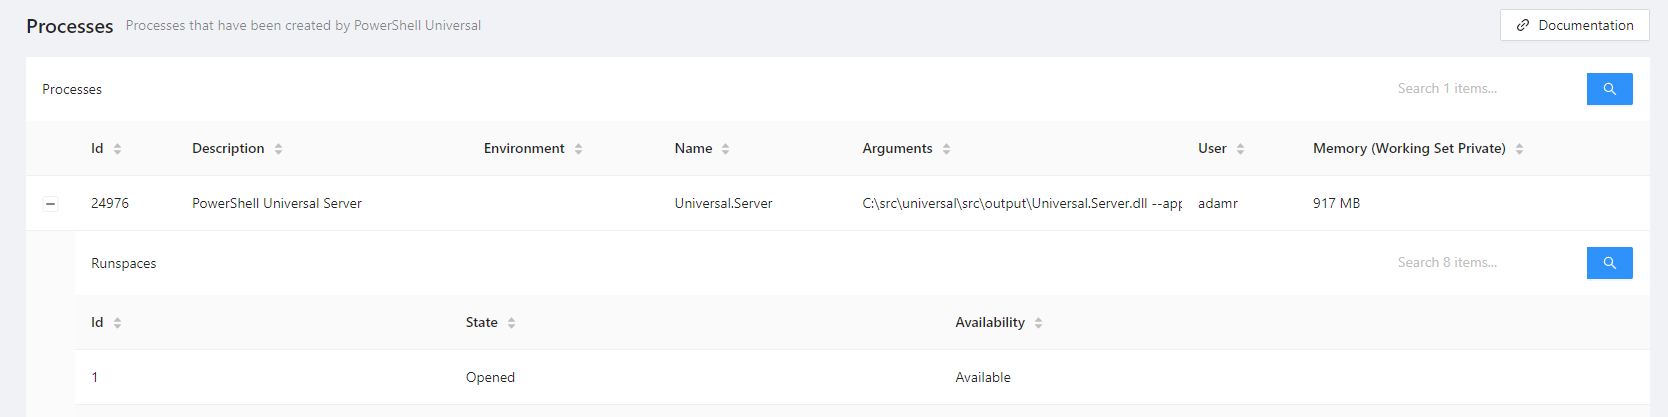 Processes Processes that have been created by PowerShell Universal Documentation
Processes Search 1 items...
Id Description Environment Name Arguments User Memory (Working Set Private)
24976 PowerShell Universal Server Universal.Server C:\src\universal\src\output\Universal.Server.dll --app adamr 917 MB
Runspaces Search 8 items...
Id State Availability
1 Opened Available